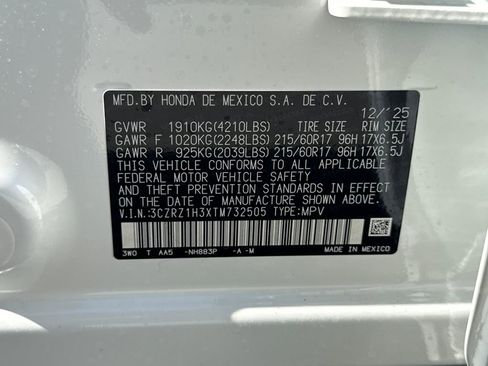 MFD. BY HONDA DE MEXICO S.A. DE C.V.
12/'25
GVWR 1910KG(4210LBS) TIRE SIZE RIM SIZE
GAWR F 1020KG(2248LBS) 215/60R17 96H 17X6.5J
GAWR R 925KG(2039LBS) 215/60R17 96H 17X6.5J
THIS VEHICLE CONFORMS TO ALL APPLICABLE
FEDERAL MOTOR VEHICLE SAFETY
AND THEFT PREVENTION STANDARDS IN EFFECT
ON THE DATE OF MANUFACTURE SHOWN ABOVE.
V.I.N.:3CZRZ1H3XTM732505 TYPE:MPV
3W0 T AA5 -NH883P -A -M MADE IN MEXICO